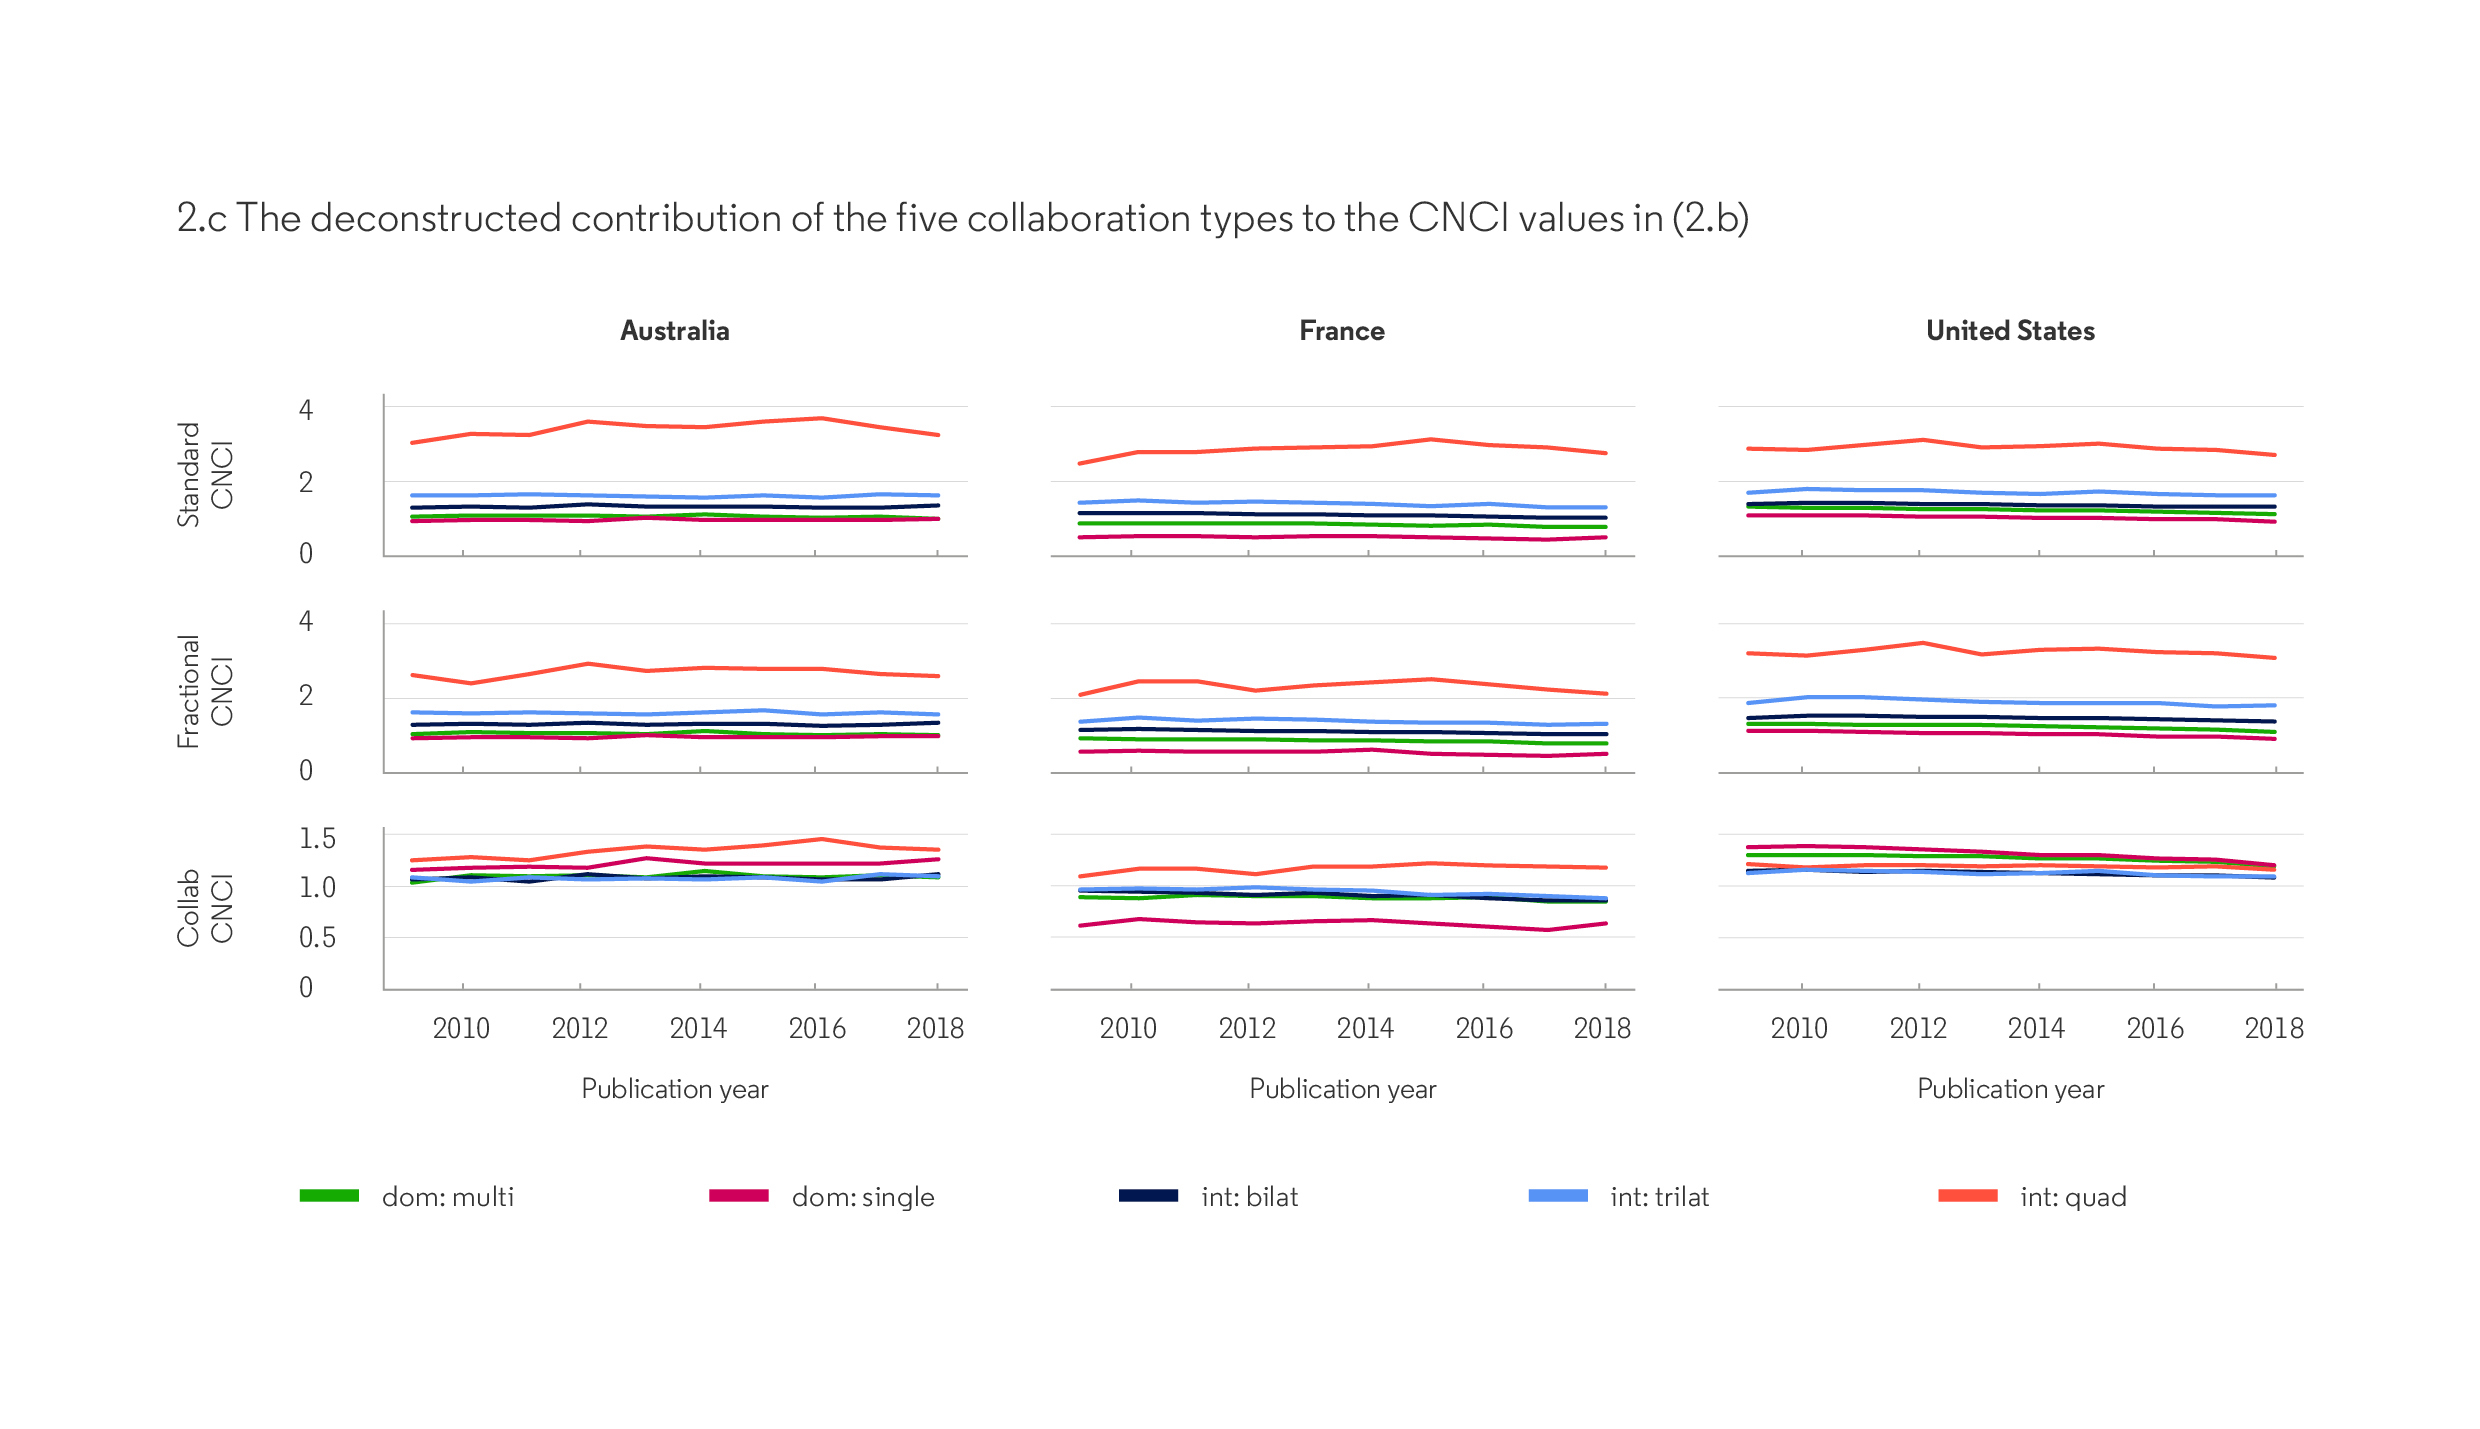 2.c The deconstructed contribution of the five collaboration types to the CNCI values in (2.b)
Australia
France
United States
Standard
CNCI
4
2
0
Fractional
CNCI
4
2
0
Collab
CNCI
1.5
1.0
0.5
0
2010 2012 2014 2016 2018
2010 2012 2014 2016 2018
2010 2012 2014 2016 2018
Publication year
Publication year
Publication year
dom: multi
dom: single
int: bilat
int: trilat
int: quad